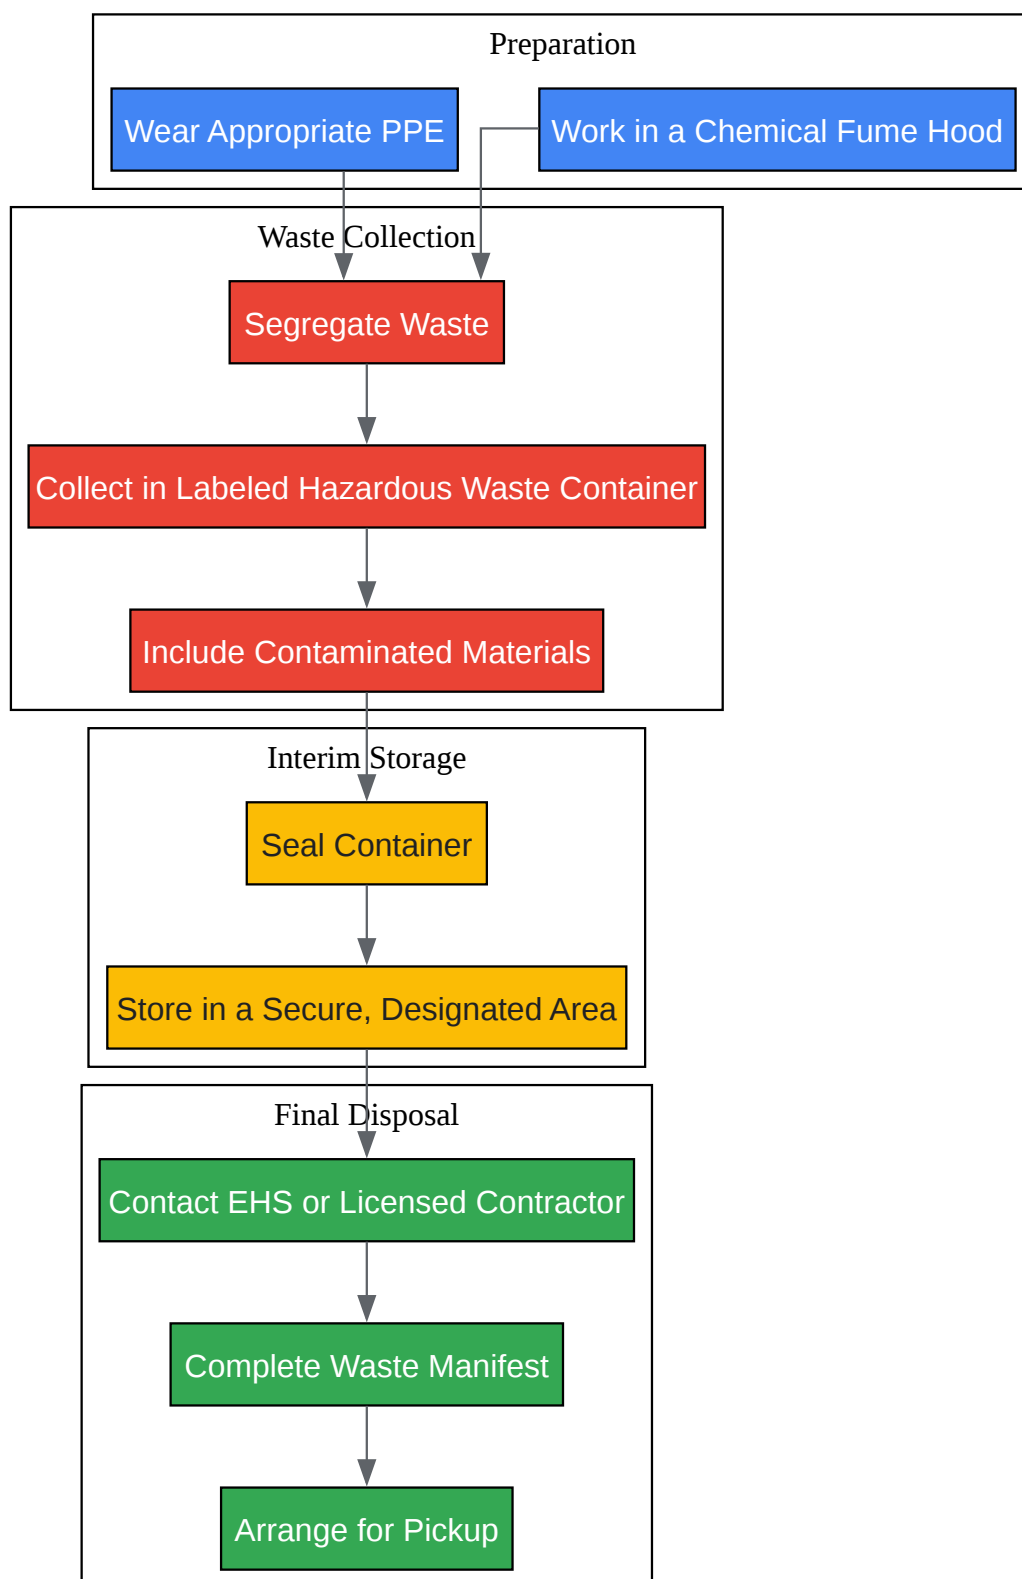 Preparation
Wear Appropriate PPE
Work in a Chemical Fume Hood
Waste Collection
Segregate Waste
Collect in Labeled Hazardous Waste Container
Include Contaminated Materials
Interim Storage
Seal Container
Store in a Secure, Designated Area
Final Disposal
Contact EHS or Licensed Contractor
Complete Waste Manifest
Arrange for Pickup